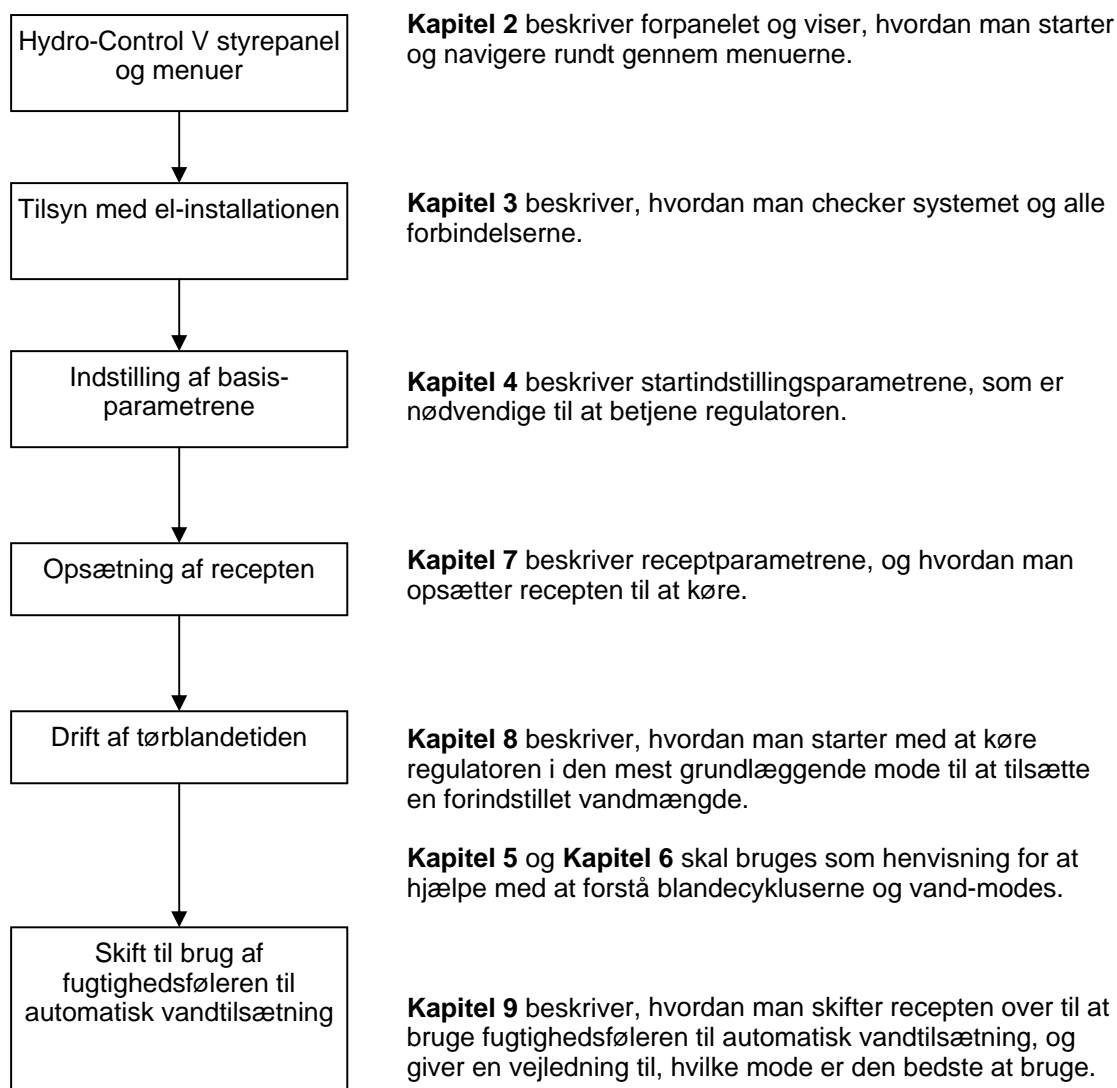 Hydro-Control V styrepanel
og menuer
Kapitel 2 beskriver forpanelet og viser, hvordan man starter
og navigere rundt gennem menuerne.
Tilsyn med el-installationen
Kapitel 3 beskriver, hvordan man checker systemet og alle
forbindelserne.
Indstilling af basis-
parametrene
Kapitel 4 beskriver startindstillingsparametrene, som er
nødvendige til at betjene regulatoren.
Opsætning af recepten
Kapitel 7 beskriver receptparametrene, og hvordan man
opsætter recepten til at køre.
Drift af tørblandetiden
Kapitel 8 beskriver, hvordan man starter med at køre
regulatoren i den mest grundlæggende mode til at tilsætte
en forindstillet vandmængde.
Kapitel 5 og Kapitel 6 skal bruges som henvisning for at
hjælpe med at forstå blandecykluserne og vand-modes.
Skift til brug af
fugtighedsføleren til
automatisk vandtilsætning
Kapitel 9 beskriver, hvordan man skifter recepten over til at
bruge fugtighedsføleren til automatisk vandtilsætning, og
giver en vejledning til, hvilke mode er den bedste at bruge.